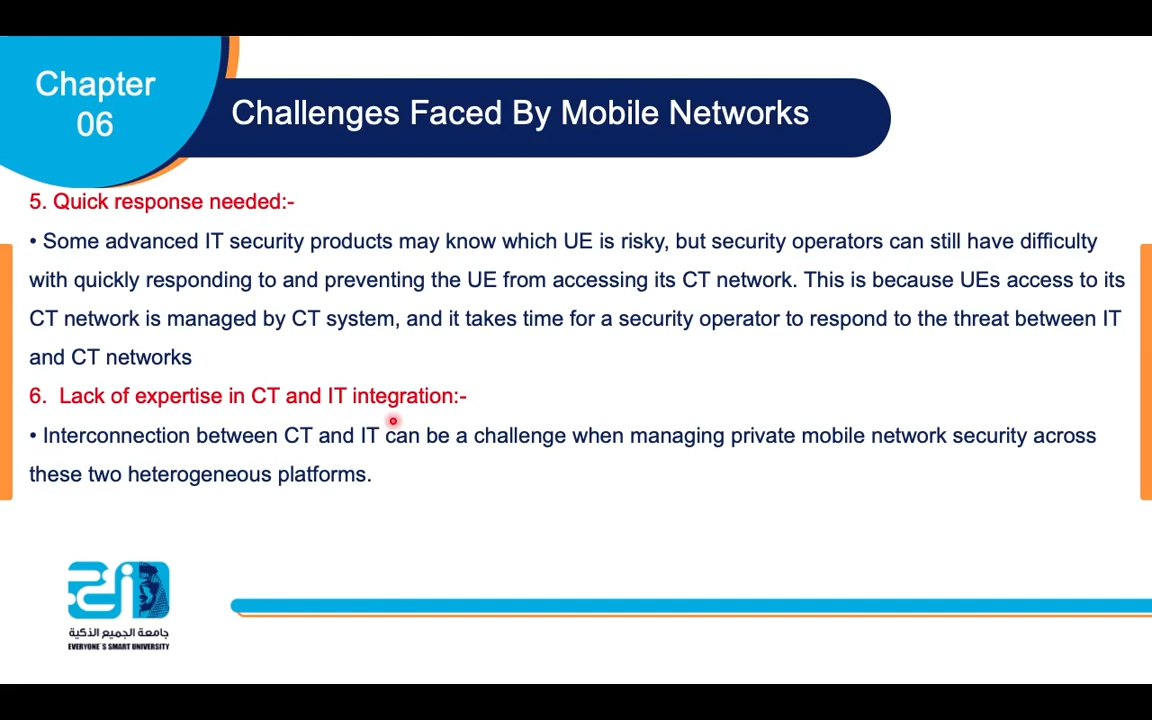 Chapter
06
Challenges Faced By Mobile Networks
5. Quick response needed:-
• Some advanced IT security products may know which UE is risky, but security operators can still have difficulty
with quickly responding to and preventing the UE from accessing its CT network. This is because UEs access to its
CT network is managed by CT system, and it takes time for a security operator to respond to the threat between IT
and CT networks
6.  Lack of expertise in CT and IT integration:-
• Interconnection between CT and IT can be a challenge when managing private mobile network security across
these two heterogeneous platforms.
جامعة الجميع الذكية
EVERYONE`S SMART UNIVERSITY